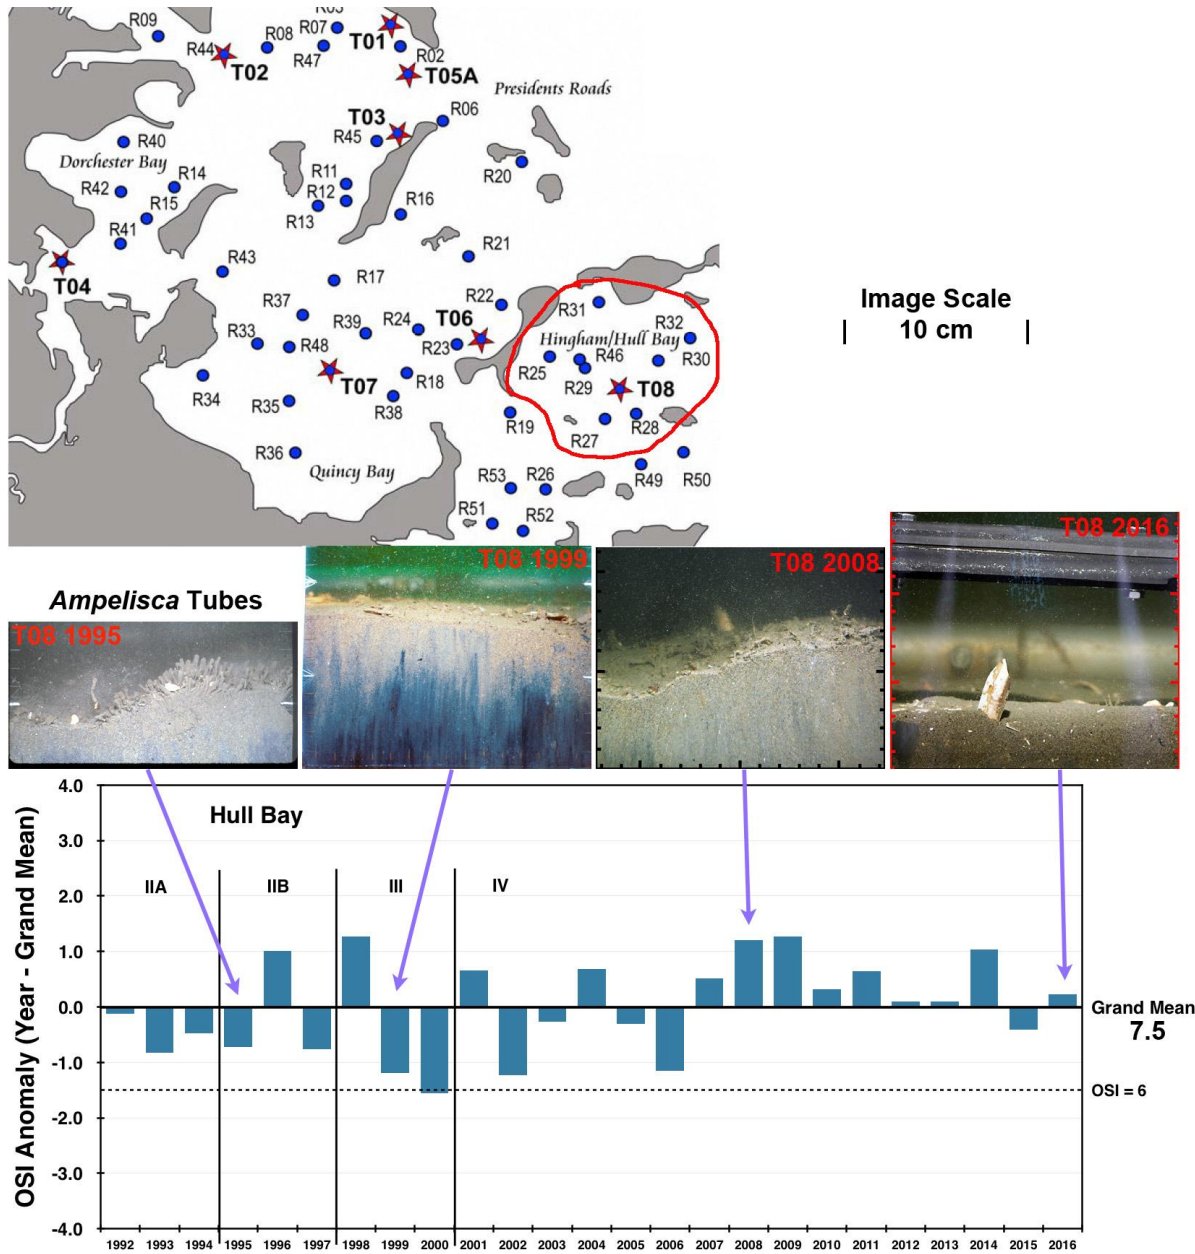 R03
R09
R08
R07
R44
T01
R02
T02
R47
T05A
Presidents Roads
T03
R06
R40
R45
Dorchester Bay
R20
R11
R14
R42
R12
R15
R16
R13
R41
R21
R43
T04
R17
R22
R31
Image Scale
10 cm
R37
T06
R32
R39
R24
R33
Hingham/Hull Bay
R48
R23
R46
R30
R25
R29
T07
R18
T08
R34
R35
R38
R19
R28
R27
R36
Quincy Bay
R53
R26
R49
R50
R51
R52
Ampelisca Tubes
T08 1995
T08 1999
T08 2008
T08 2016
Hull Bay
OSI Anomaly (Year - Grand Mean)
4.0
3.0
2.0
1.0
0.0
-1.0
-2.0
-3.0
-4.0
IIA
IIB
III
IV
Grand Mean
7.5
OSI = 6
1992 1993 1994 1995 1996 1997 1998 1999 2000 2001 2002 2003 2004 2005 2006 2007 2008 2009 2010 2011 2012 2013 2014 2015 2016